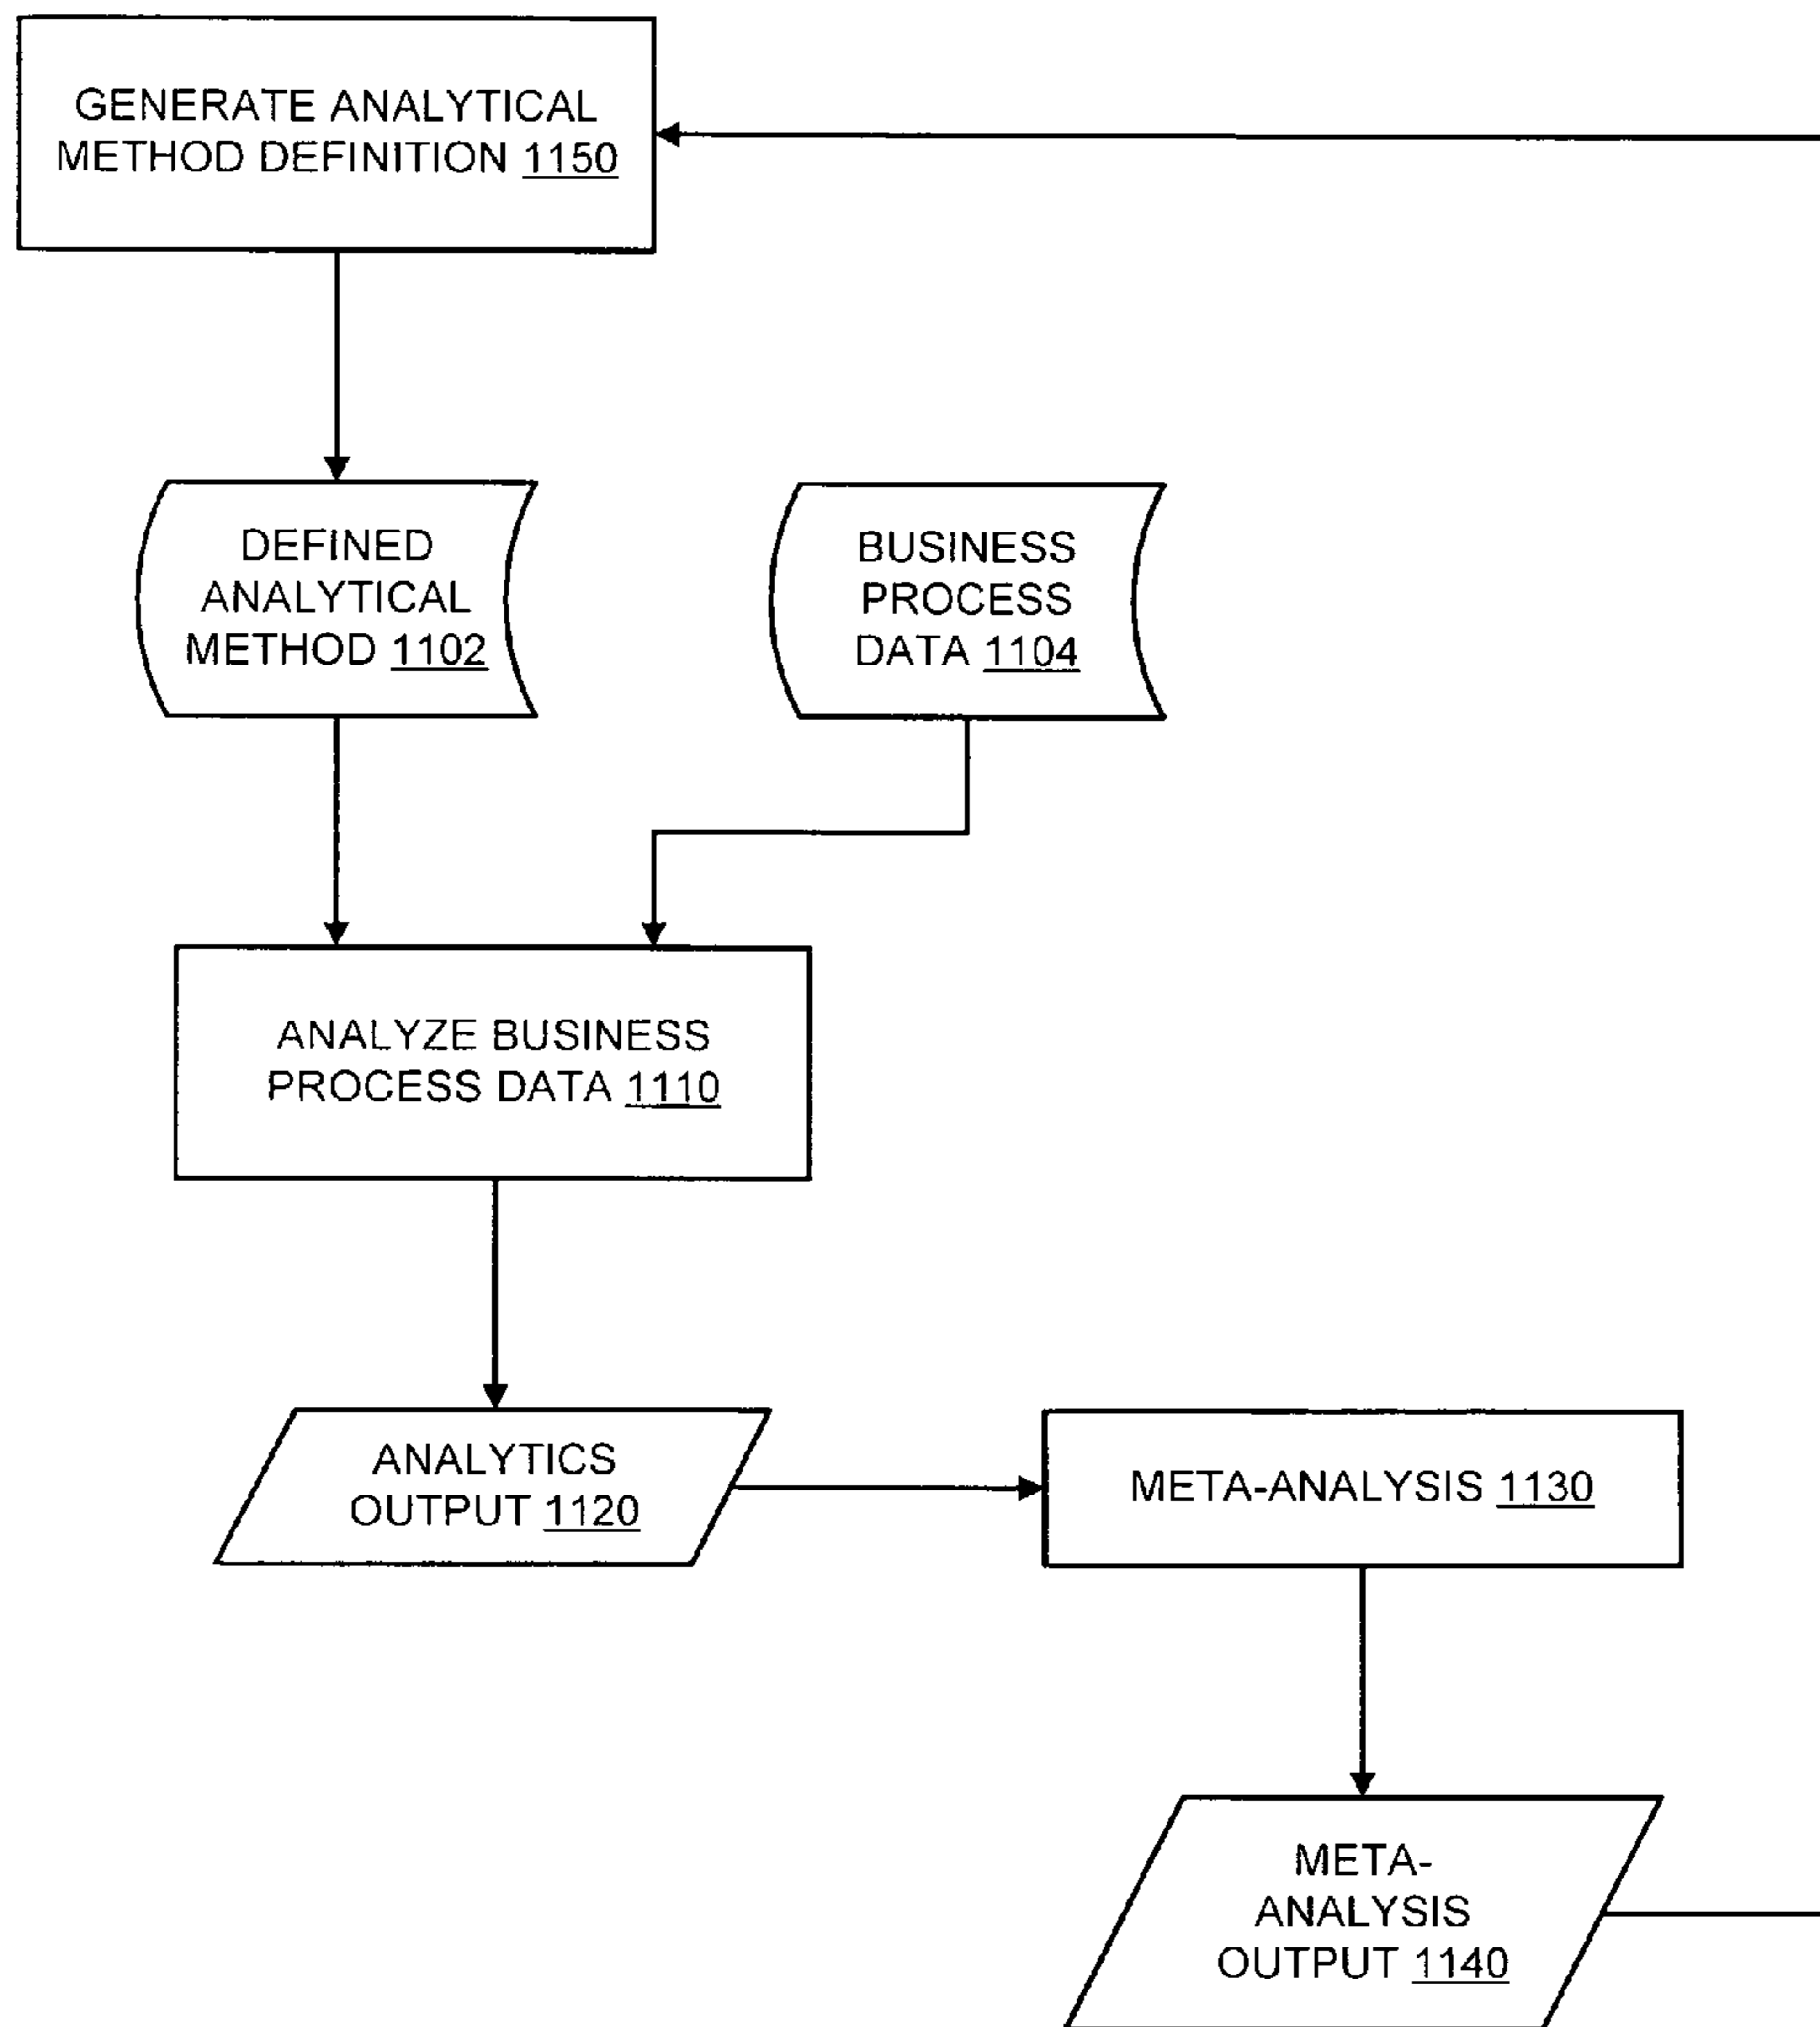 GENERATE ANALYTICAL
METHOD DEFINITION 1150
DEFINED
ANALYTICAL
METHOD 1102
BUSINESS
PROCESS
DATA 1104
ANALYZE BUSINESS
PROCESS DATA 1110
ANALYTICS
OUTPUT 1120
META-ANALYSIS 1130
META-
ANALYSIS
OUTPUT 1140